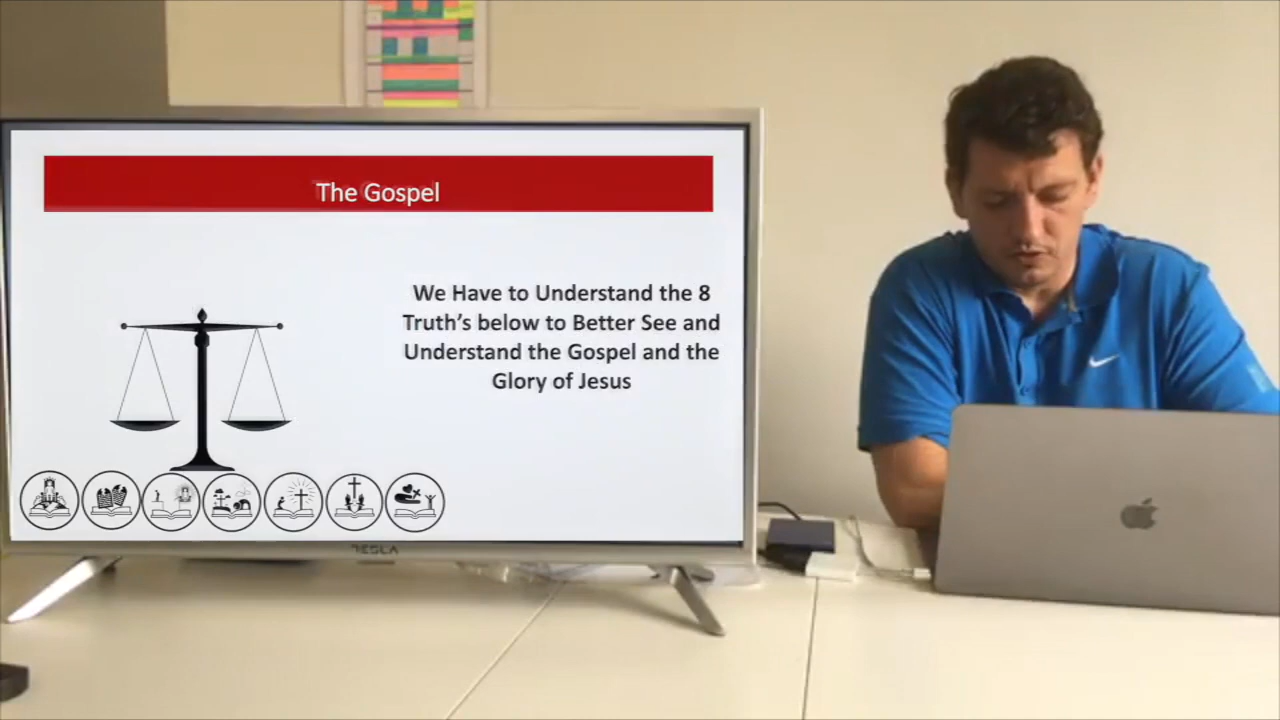 The Gospel
We Have to Understand the 8
Truth's below to Better See and
Understand the Gospel and the
Glory of Jesus
TESLA